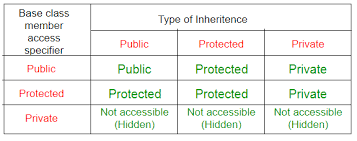 Base class
member
access
specifier
Type of Inheritence
Public Protected Private
Public Public Protected Private
Protected Protected Protected Private
Private Not accessible (Hidden) Not accessible (Hidden) Not accessible (Hidden)